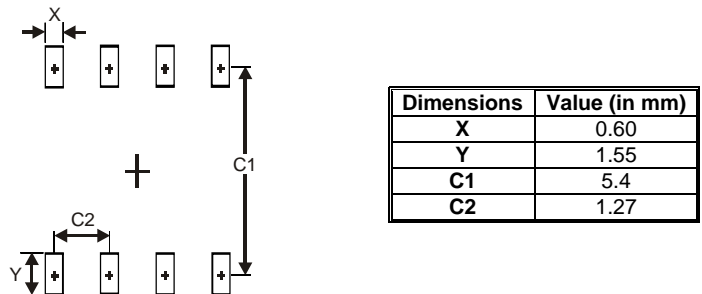 X
C1
C2
Y
Dimensions Value (in mm)
X 0.60
Y 1.55
C1 5.4
C2 1.27